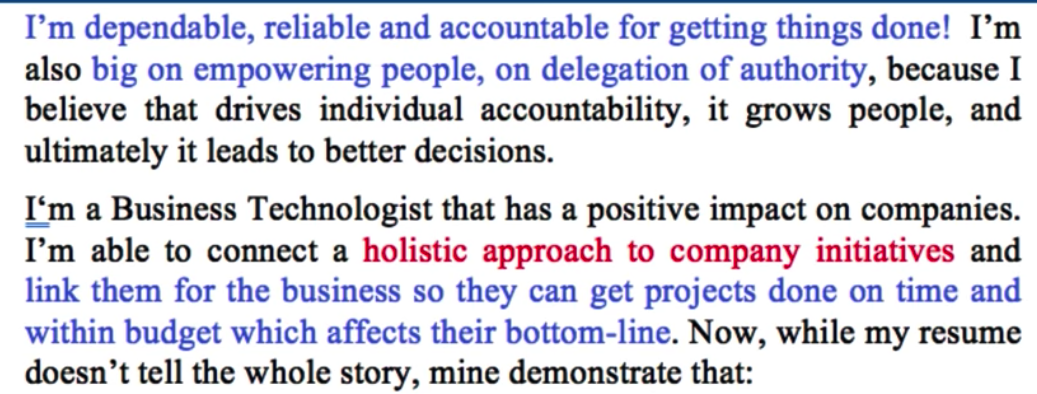 I’m dependable, reliable and accountable for getting things done! I’m
also big on empowering people, on delegation of authority, because I
believe that drives individual accountability, it grows people, and
ultimately it leads to better decisions.
I‘m a Business Technologist that has a positive impact on companies.
I’m able to connect a holistic approach to company initiatives and
link them for the business so they can get projects done on time and
within budget which affects their bottom-line. Now, while my resume
doesn’t tell the whole story, mine demonstrate that: